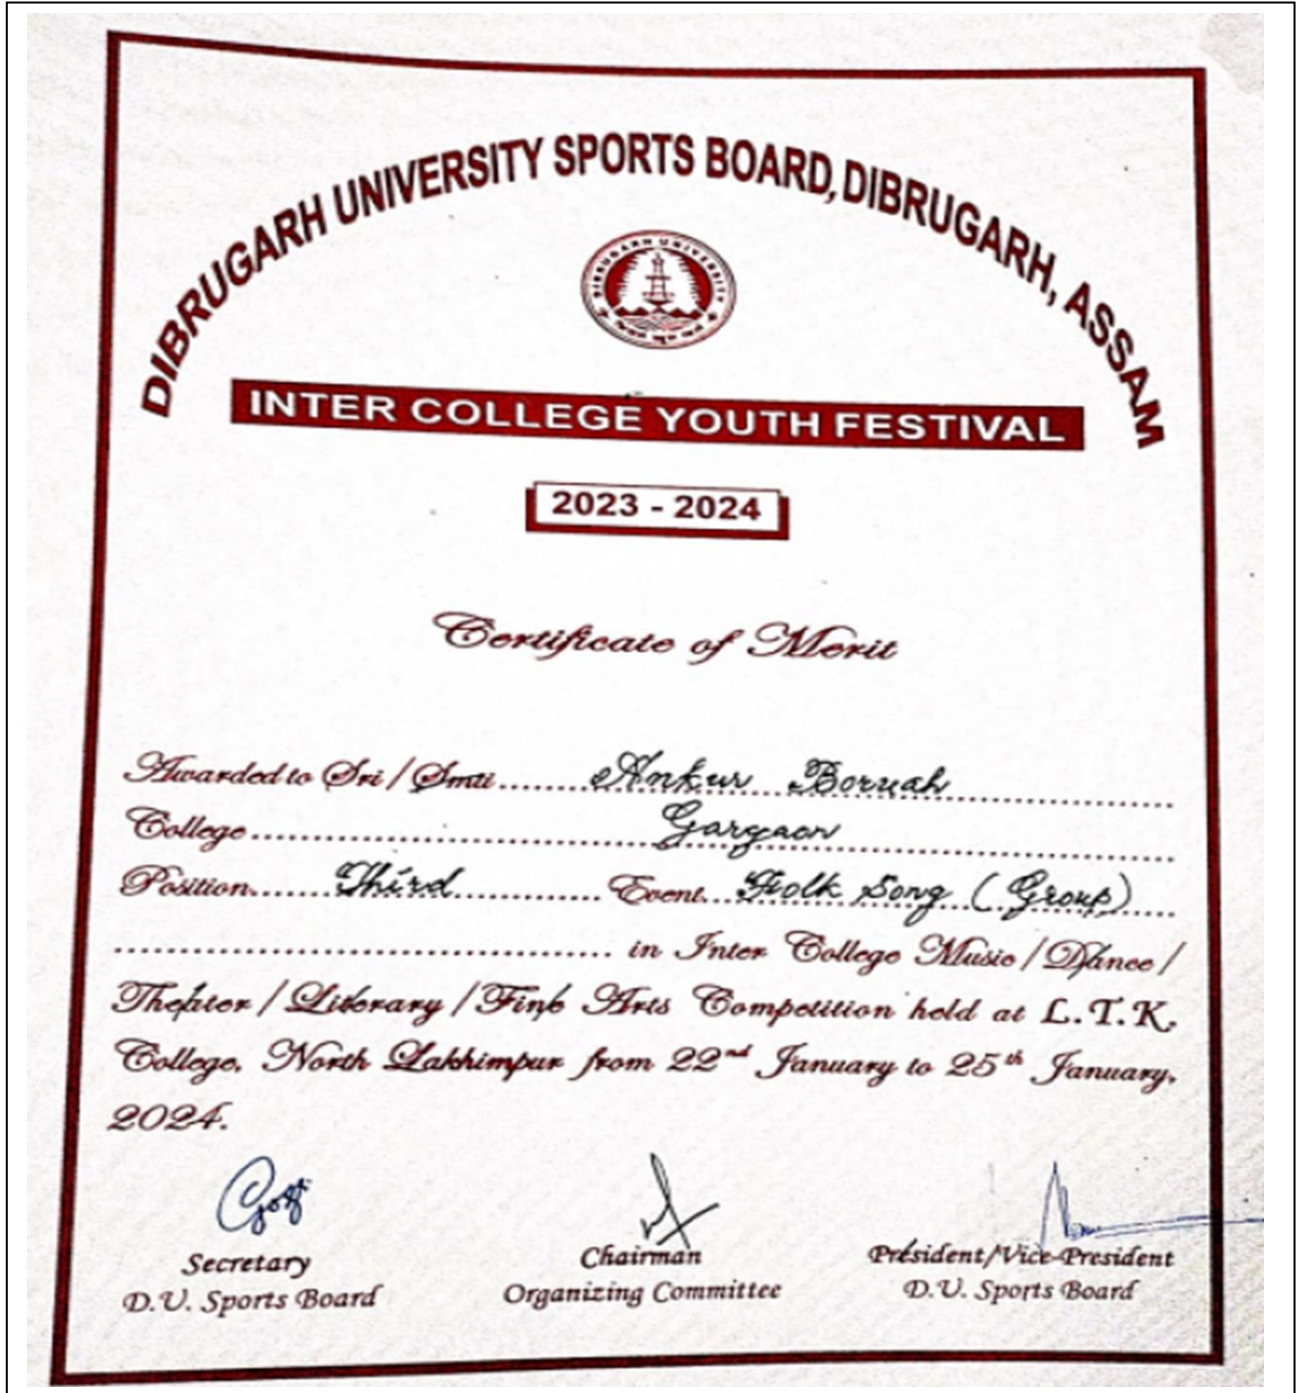 DIBRUGARH UNIVERSITY SPORTS BOARD, DIBRUGARH, ASSAM
DIBRUGARH UNIVERSITY
INTER COLLEGE YOUTH FESTIVAL
2023 - 2024
Certificate of Merit
Awarded to Sri / Smti Ankur Boruah
College Gargaon
Position Third Event Folk Song (Group)
in Inter College Music / Dance /
Theater / Literary / Fine Arts Competition held at L.T.K.
College, North Lakhimpur from 22nd January to 25th January,
2024.
Secretary
D.U. Sports Board
Chairman
Organizing Committee
President/Vice-President
D.U. Sports Board